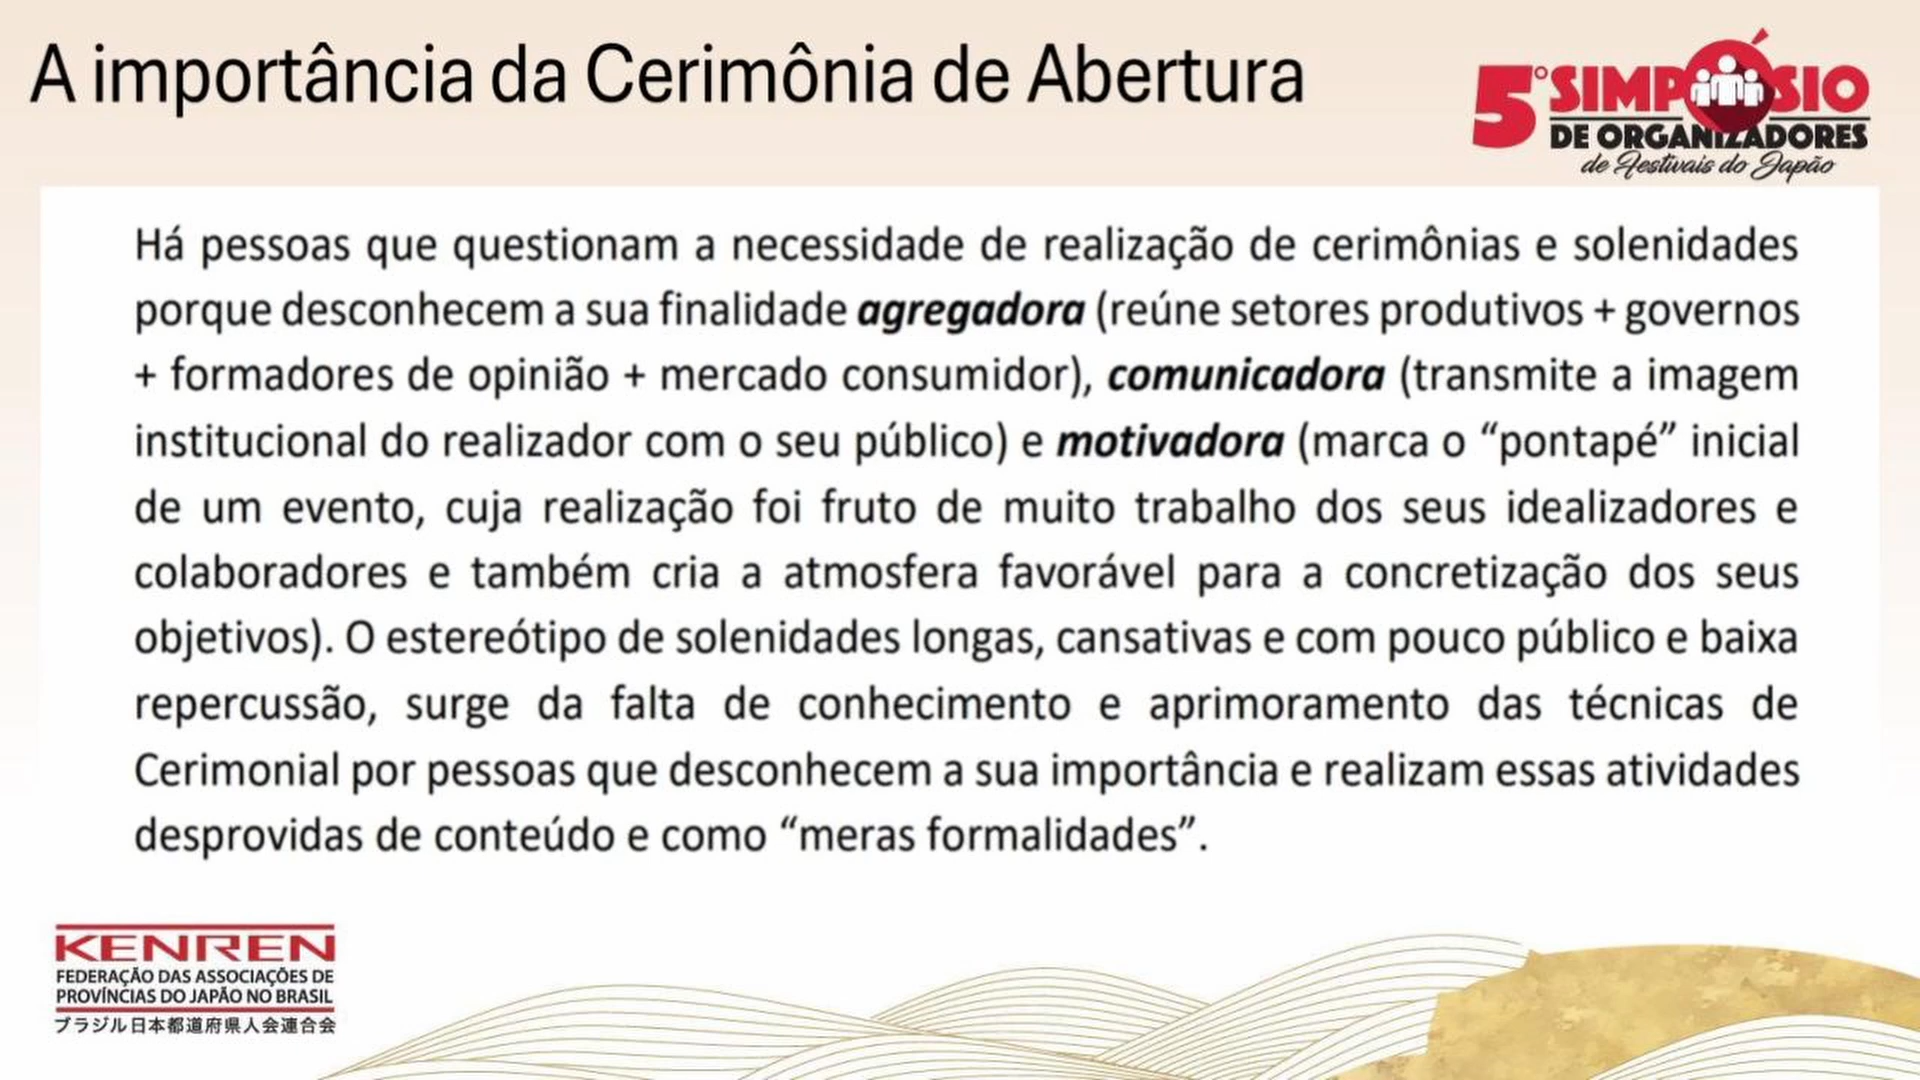 A importância da Cerimônia de Abertura
5º SIMPÓSIO
DE ORGANIZADORES
de Festivais do Japão
Há pessoas que questionam a necessidade de realização de cerimônias e solenidades
porque desconhecem a sua finalidade agregadora (reúne setores produtivos + governos
+ formadores de opinião + mercado consumidor), comunicadora (transmite a imagem
institucional do realizador com o seu público) e motivadora (marca o “pontapé” inicial
de um evento, cuja realização foi fruto de muito trabalho dos seus idealizadores e
colaboradores e também cria a atmosfera favorável para a concretização dos seus
objetivos). O estereótipo de solenidades longas, cansativas e com pouco público e baixa
repercussão, surge da falta de conhecimento e aprimoramento das técnicas de
Cerimonial por pessoas que desconhecem a sua importância e realizam essas atividades
desprovidas de conteúdo e como “meras formalidades”.
KENREN
FEDERAÇÃO DAS ASSOCIAÇÕES DE
PROVÍNCIAS DO JAPÃO NO BRASIL
ブラジル日本都道府県人会連合会